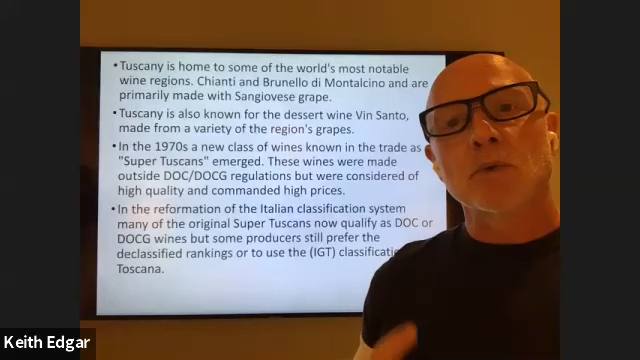 •Tuscany is home to some of the world's most notable
wine regions. Chianti and Brunello di Montalcino and are
primarily made with Sangiovese grape.
•Tuscany is also known for the dessert wine Vin Santo,
made from a variety of the region's grapes.
•In the 1970s a new class of wines known in the trade as
"Super Tuscans" emerged. These wines were made
outside DOC/DOCG regulations but were considered of
high quality and commanded high prices.
•In the reformation of the Italian classification system
many of the original Super Tuscans now qualify as DOC or
DOCG wines but some producers still prefer the
declassified rankings or to use the (IGT)
Toscana.
Keith Edgar